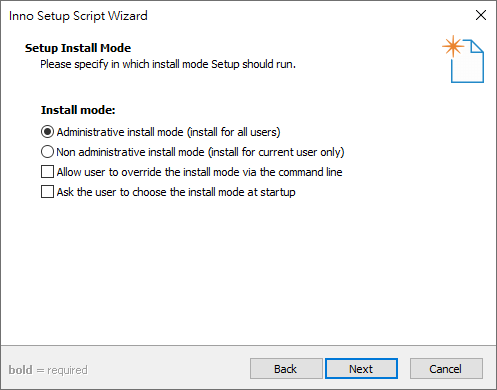 Inno Setup Script Wizard
Setup Install Mode
Please specify in which install mode Setup should run.
Install mode:
Administrative install mode (install for all users)
Non administrative install mode (install for current user only)
Allow user to override the install mode via the command line
Ask the user to choose the install mode at startup
bold = required
Back
Next
Cancel